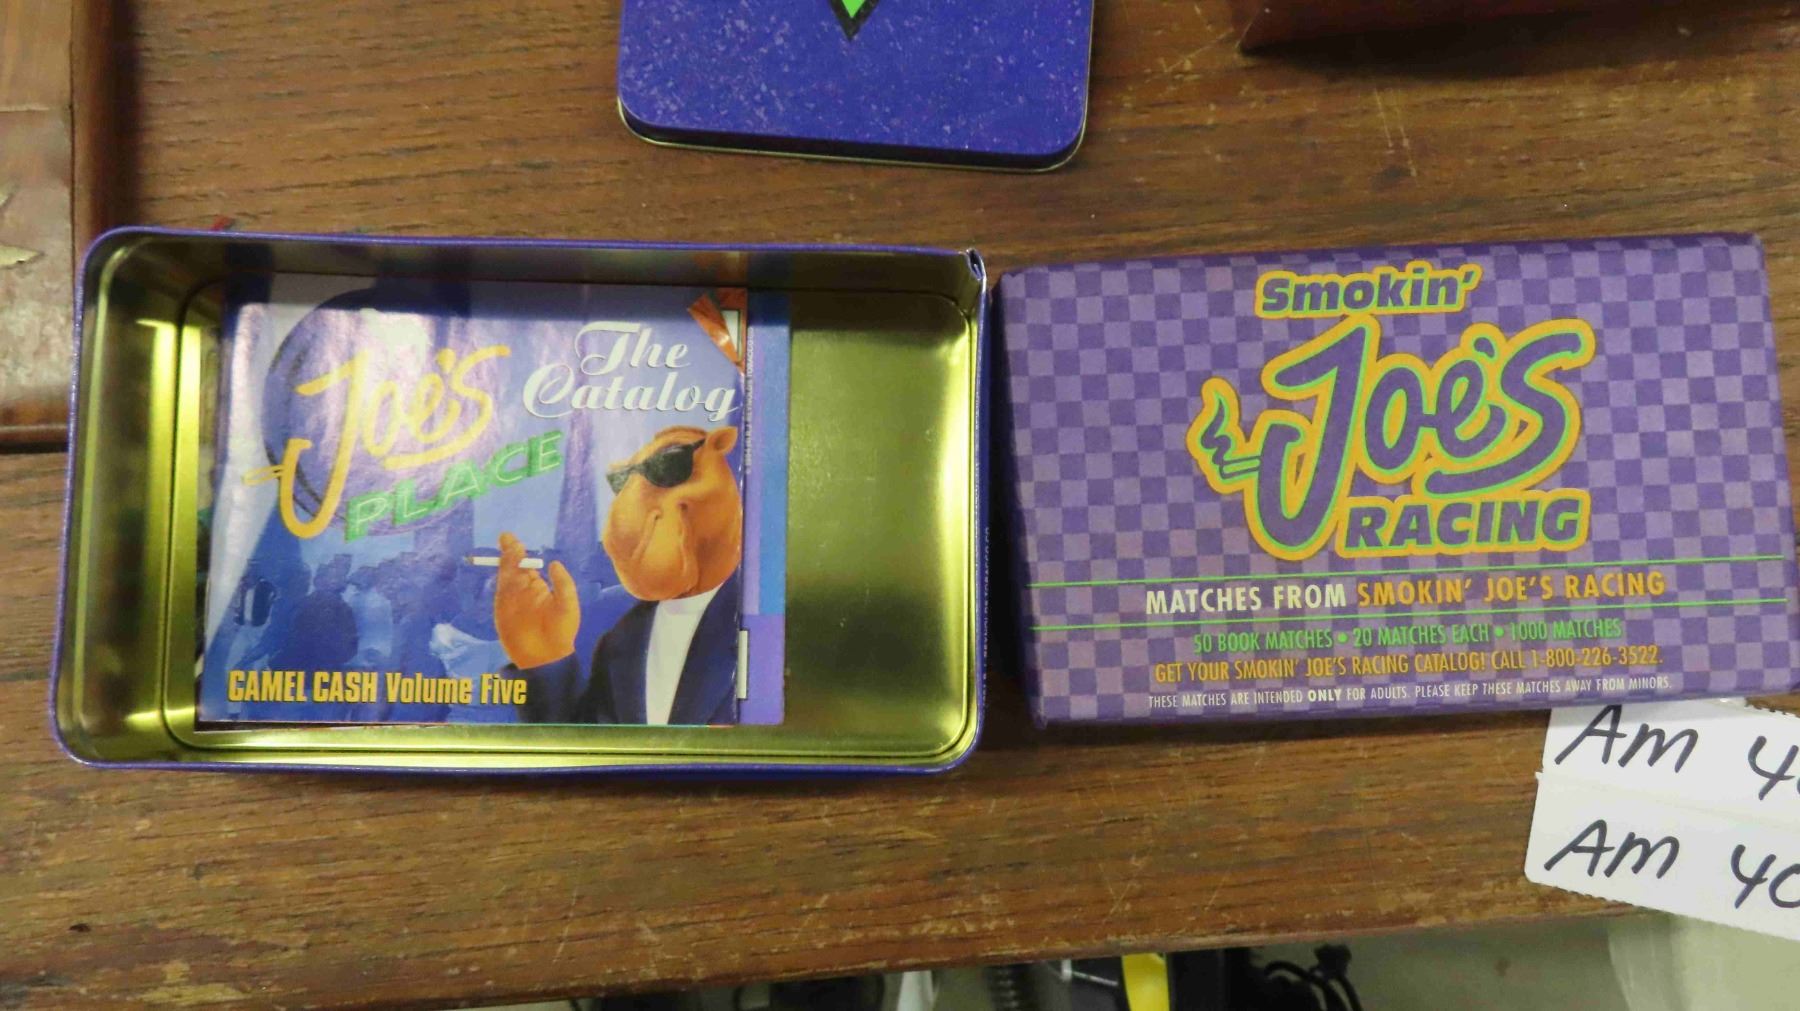 The
Catalog
Joe's
PLACE
CAMEL CASH Volume Five
Smokin'
Joe's
RACING
MATCHES FROM SMOKIN' JOE'S RACING
50 BOOK MATCHES • 20 MATCHES EACH • 1000 MATCHES
GET YOUR SMOKIN' JOE'S RACING CATALOG! CALL 1-800-226-3522.
THESE MATCHES ARE INTENDED ONLY FOR ADULTS. PLEASE KEEP THESE MATCHES AWAY FROM MINORS.
Am 40
Am 40